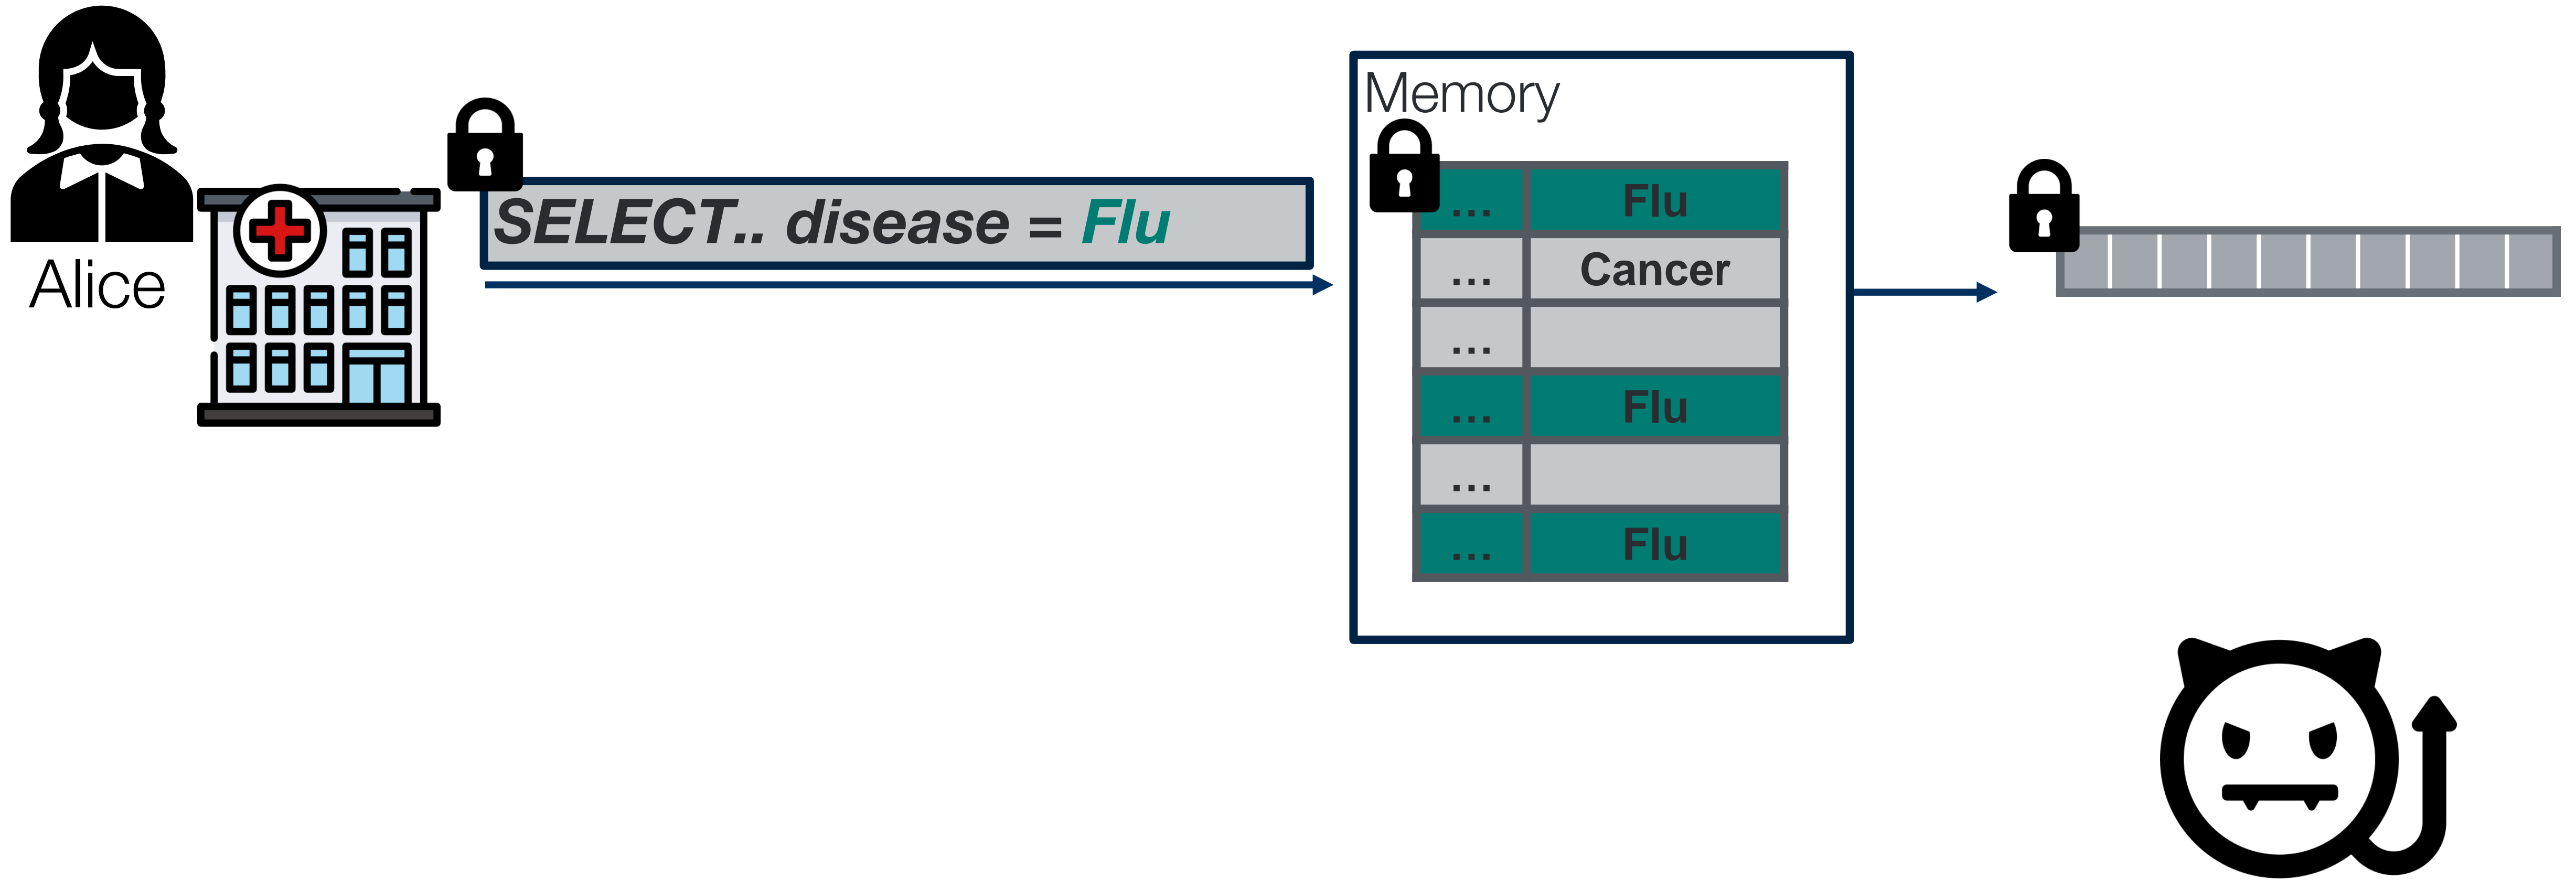 Alice
SELECT.. disease = Flu
Memory
... Flu
... Cancer
...
... Flu
...
... Flu